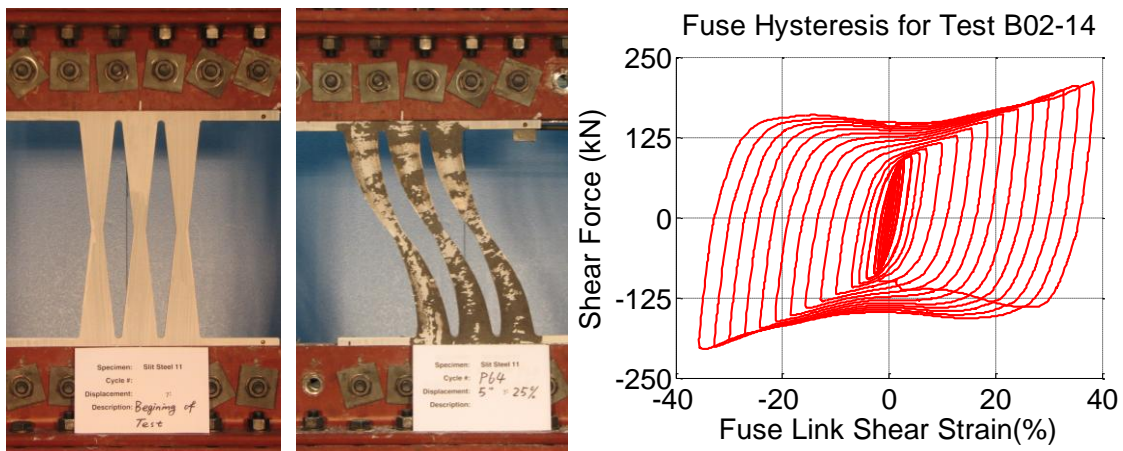 Specimen: Slit Steel 11
Cycle #:
Displacement:
Description: Begining of
Test
Specimen: Slit Steel 11
Cycle #: P64
Displacement: 5" = 25%
Description:
Fuse Hysteresis for Test B02-14
Shear Force (kN)
250
125
0
-125
-250
-40
-20
0
20
40
Fuse Link Shear Strain(%)